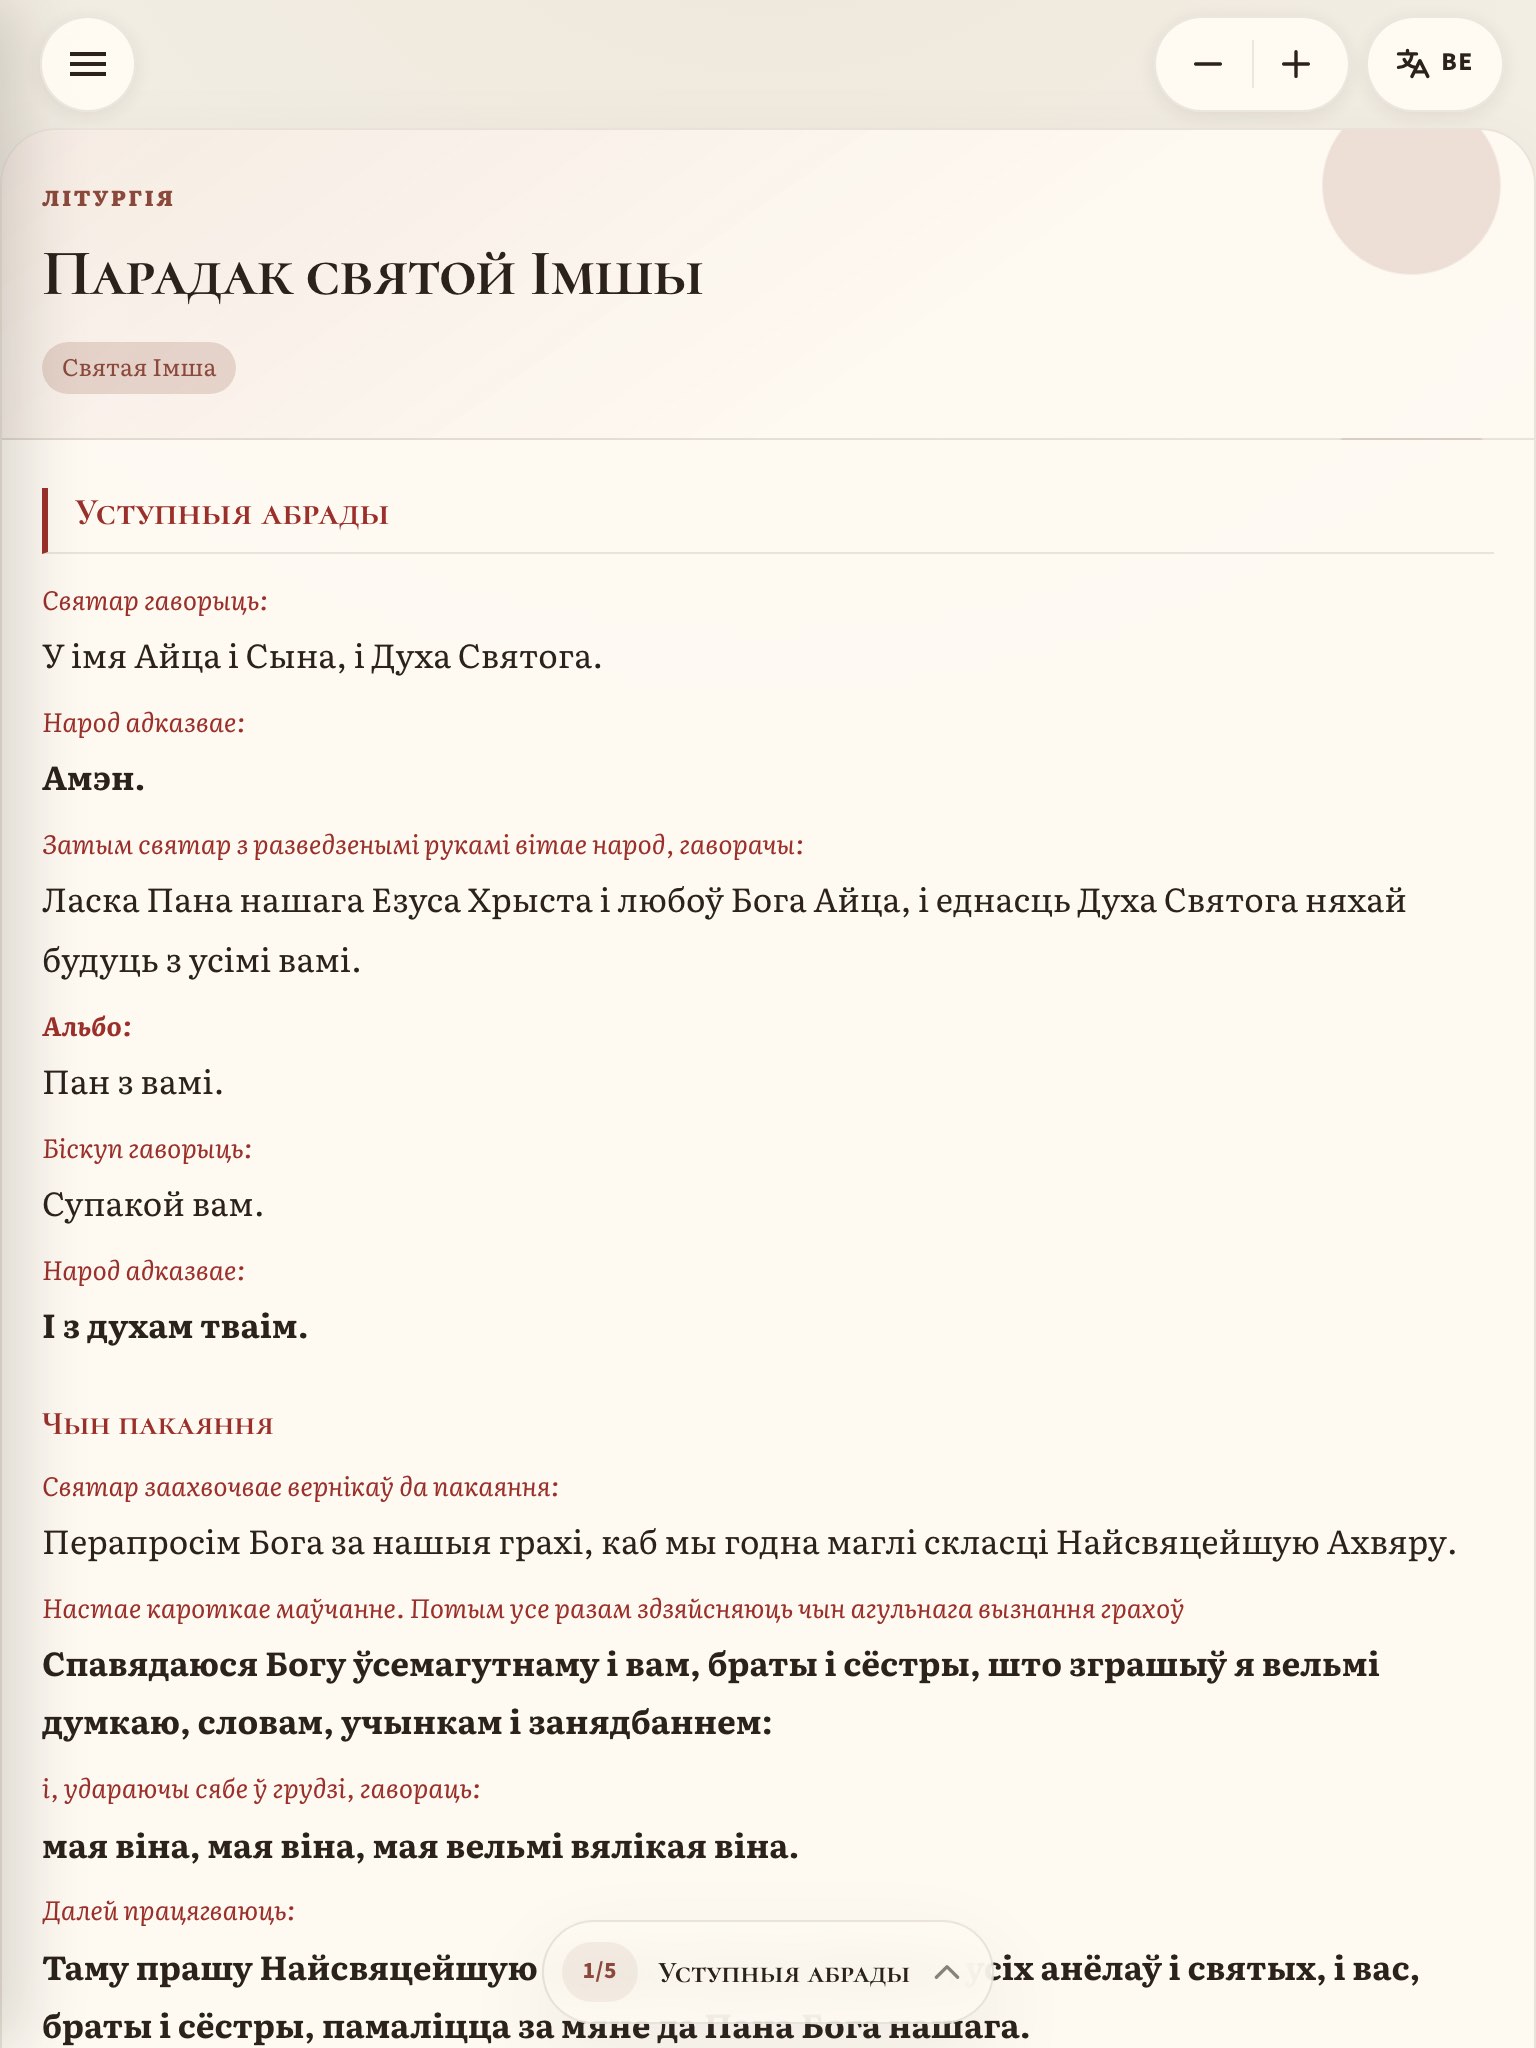 BE
ЛІТУРГІЯ
Парадак святой Імшы
Святая Імша
Уступныя абрады
Святар гаворыць:
У імя Айца і Сына, і Духа Святога.
Народ адказвае:
Амэн.
Затым святар з разведзенымі рукамі вітае народ, гаворачы:
Ласка Пана нашага Езуса Хрыста і любоў Бога Айца, і еднасць Духа Святога няхай
будуць з усімі вамі.
Альбо:
Пан з вамі.
Біскуп гаворыць:
Супакой вам.
Народ адказвае:
І з духам тваім.
Чын пакаяння
Святар заахвочвае вернікаў да пакаяння:
Перапросім Бога за нашыя грахі, каб мы годна маглі скласці Найсвяцейшую Ахвяру.
Настае кароткае маўчанне. Потым усе разам здзяйсняюць чын агульнага вызнання грахоў
Спавядаюся Богу ўсемагутнаму і вам, браты і сёстры, што зграшыў я вельмі
думкаю, словам, учынкам і занядбаннем:
і, удараючы сябе ў грудзі, гавораць:
мая віна, мая віна, мая вельмі вялікая віна.
Далей працягваюць:
Таму прашу Найсвяцейшую усіх анёлаў і святых, і вас,
1/5 Уступныя абрады
браты і сёстры, памаліцца за мяне да Пана Бога нашага.